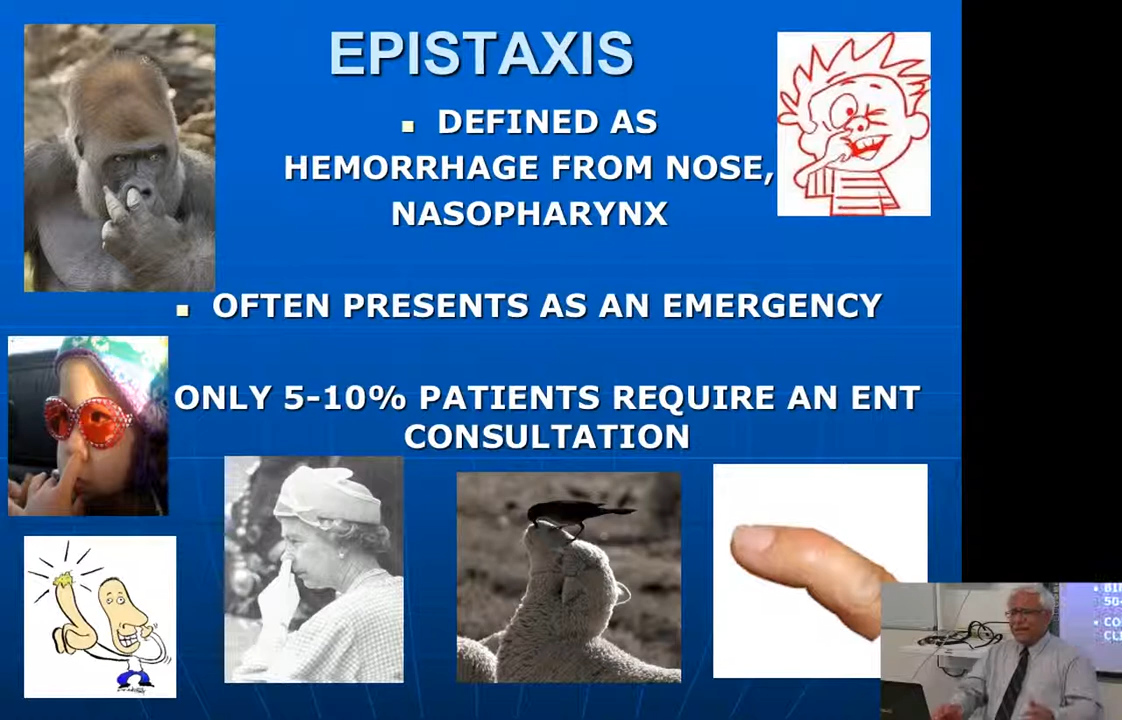 EPISTAXIS
▪ DEFINED AS
HEMORRHAGE FROM NOSE,
NASOPHARYNX
▪ OFTEN PRESENTS AS AN EMERGENCY
ONLY 5-10% PATIENTS REQUIRE AN ENT
CONSULTATION